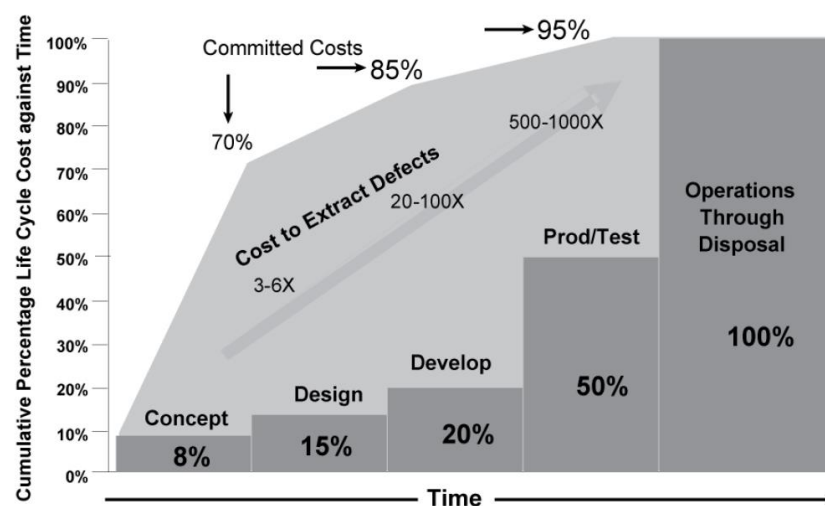 Cumulative Percentage Life Cycle Cost against Time
100%
90%
80%
70%
60%
50%
40%
30%
20%
10%
0%
Committed Costs
70%
85%
95%
Cost to Extract Defects
3-6X
20-100X
500-1000X
Concept
8%
Design
15%
Develop
20%
Prod/Test
50%
Operations
Through
Disposal
100%
Time